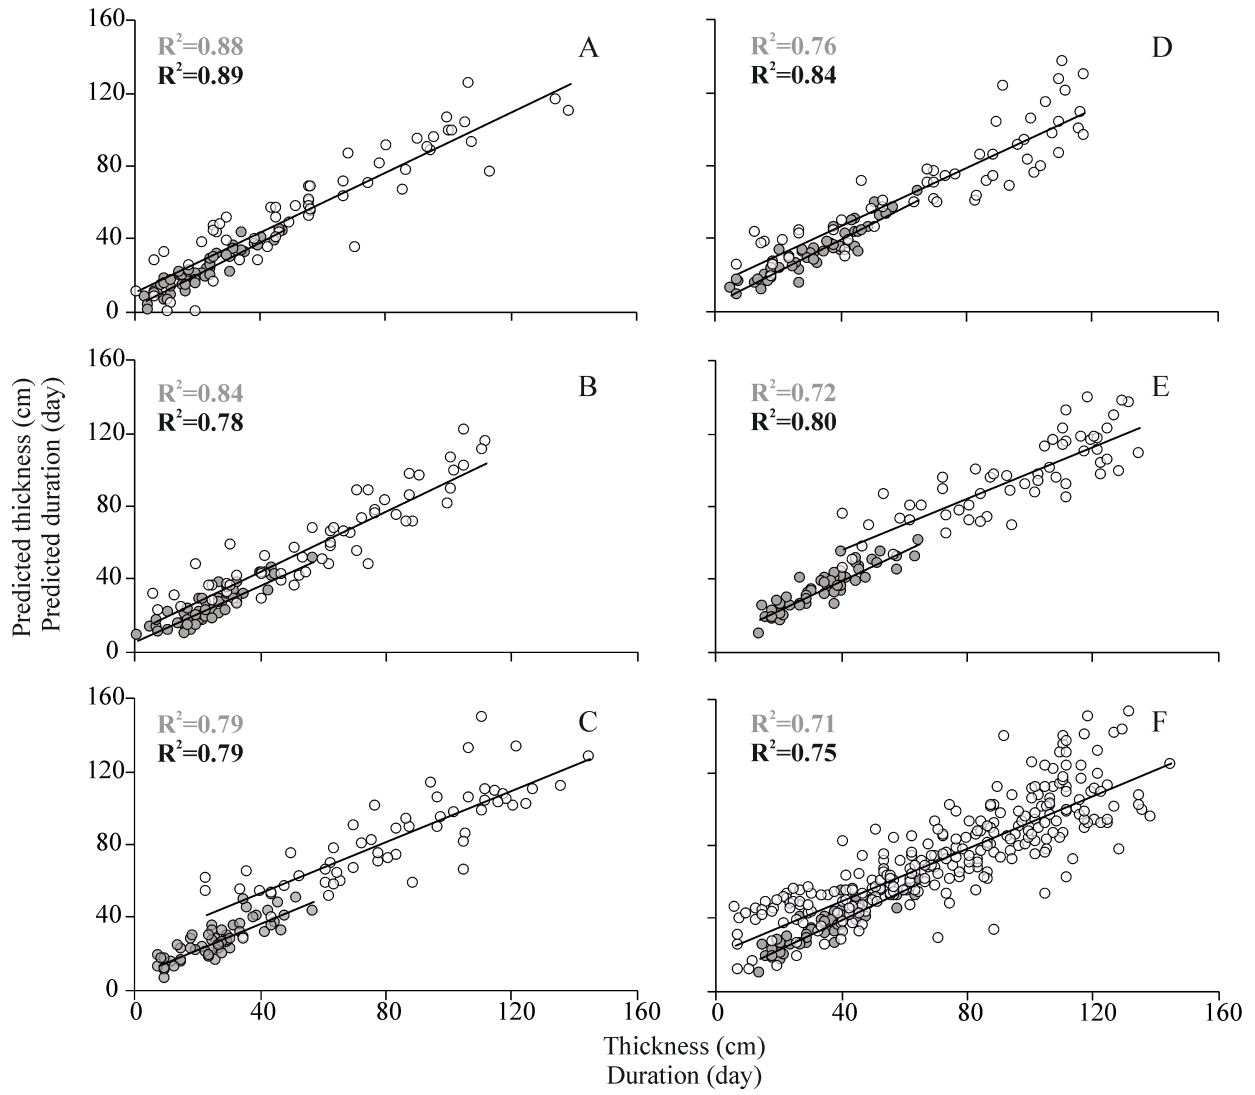 160
120
80
40
0
R²=0.88
R²=0.89
A
R²=0.76
R²=0.84
D
160
120
80
40
0
R²=0.84
R²=0.78
B
R²=0.72
R²=0.80
E
160
120
80
40
0
R²=0.79
R²=0.79
C
R²=0.71
R²=0.75
F
0 40 80 120 160
0 40 80 120 160
Predicted thickness (cm)
Predicted duration (day)
Thickness (cm)
Duration (day)